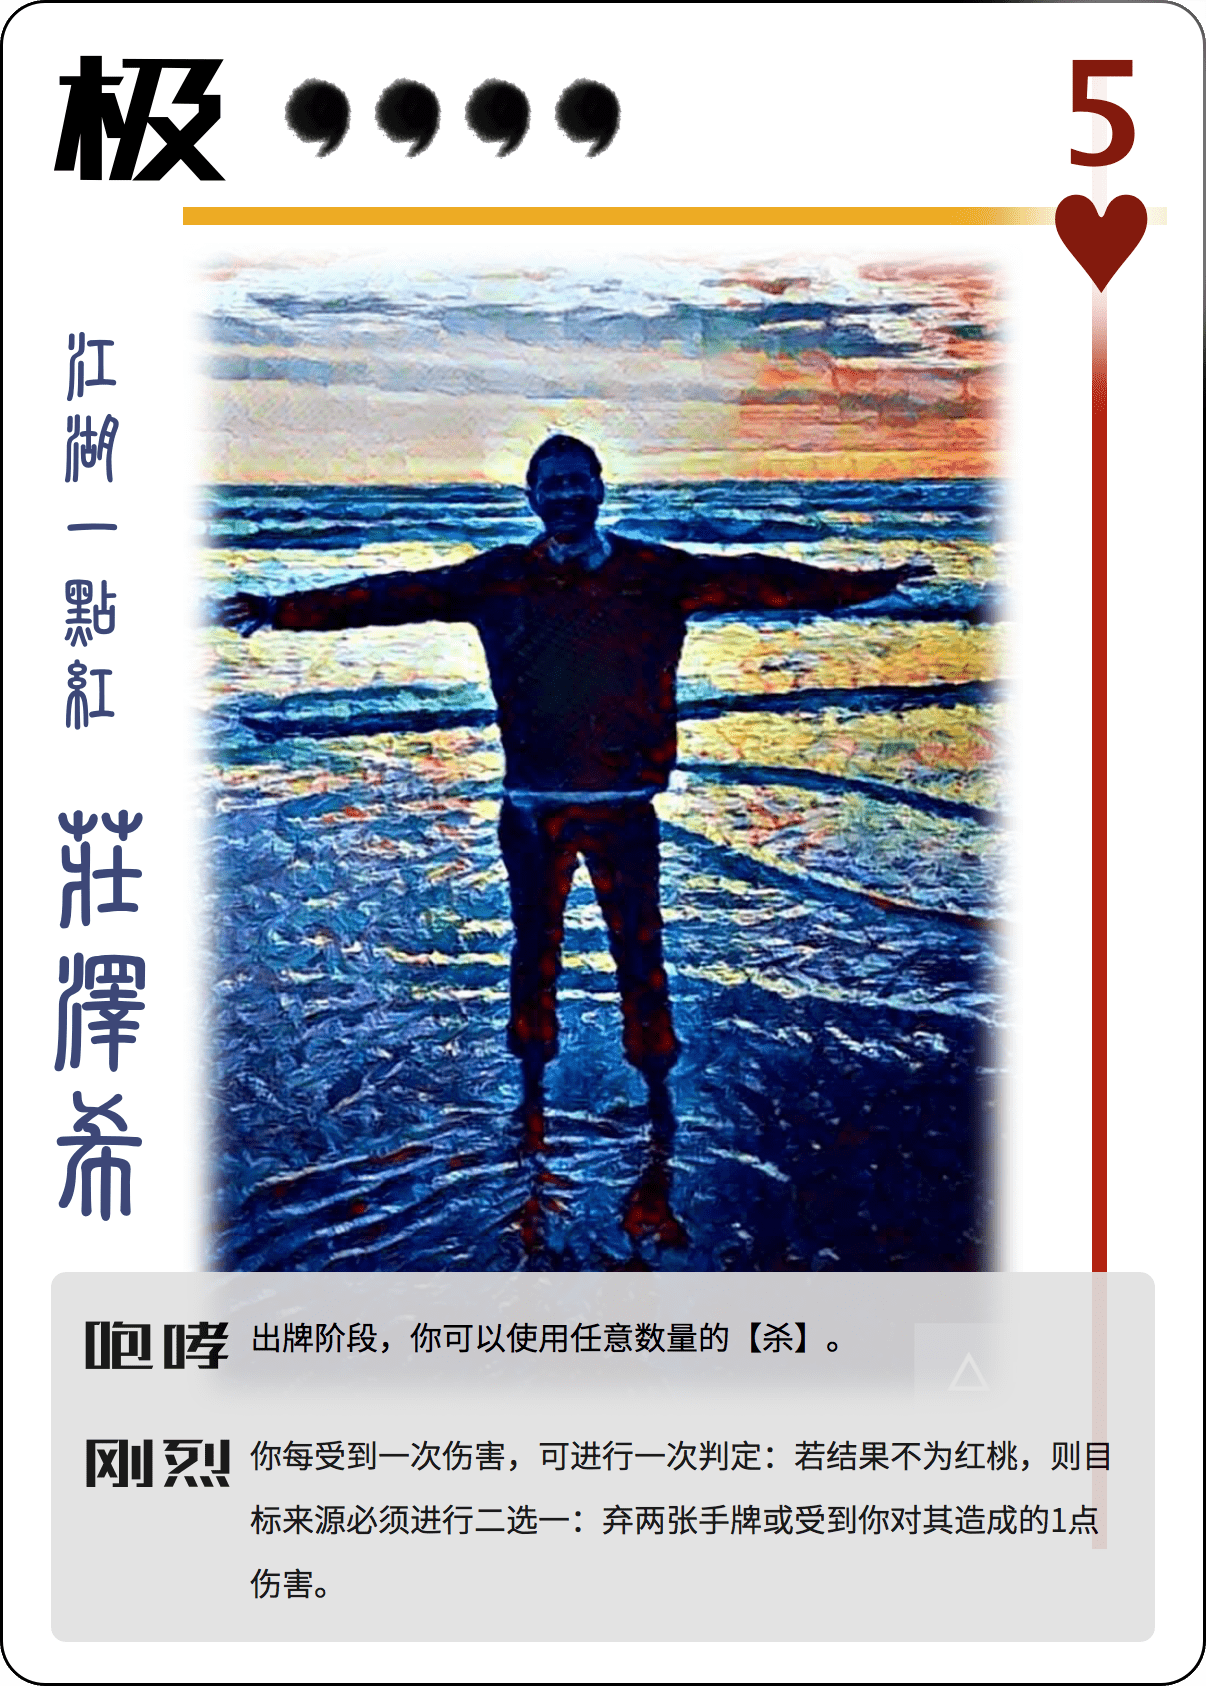 极
5
江湖一點紅
莊澤希
咆哮 出牌阶段，你可以使用任意数量的【杀】。
刚烈 你每受到一次伤害，可进行一次判定：若结果不为红桃，则目
标来源必须进行二选一：弃两张手牌或受到你对其造成的1点
伤害。